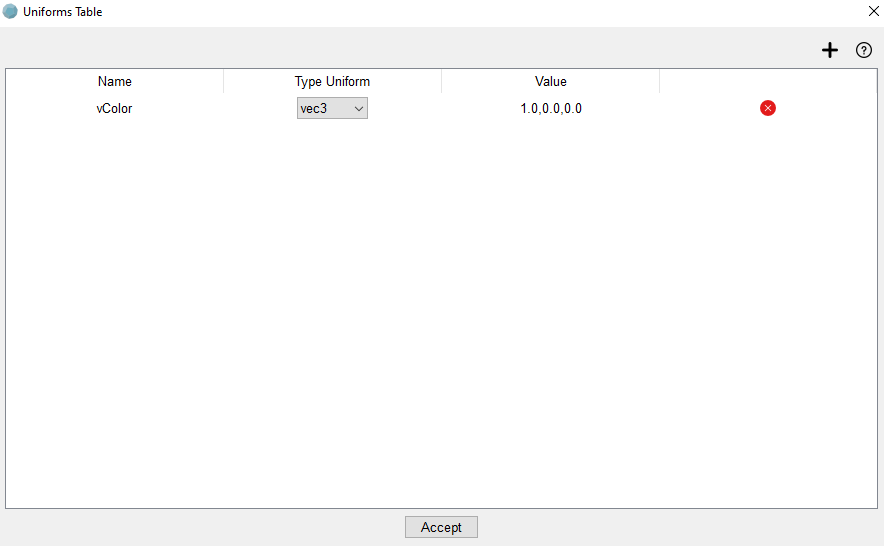 Uniforms Table
Name Type Uniform Value
vColor vec3 1.0,0.0,0.0
Accept